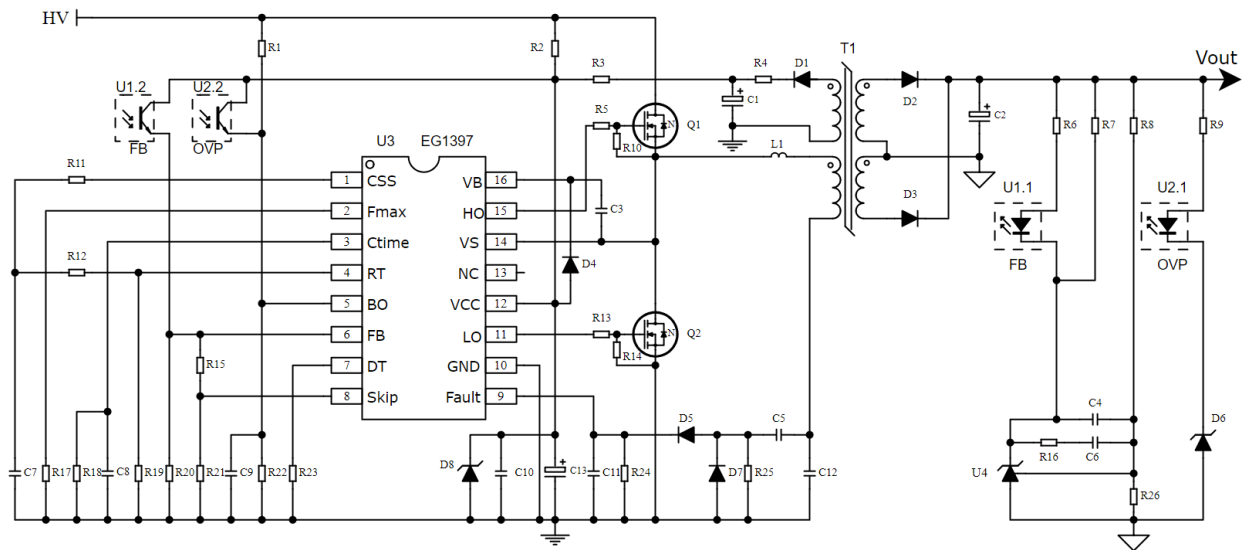 HV
R1
R2
R3
R4
D1
T1
D2
Vout
U1.2
U2.2
C1
C2
R5
N
Q1
R6
R7
R8
R9
FB
OVP
R10
L1
U3 EG1397
R11
1 CSS VB 16
2 Fmax HO 15
C3
3 Ctime VS 14
D3
U1.1
U2.1
R12
4 RT NC 13
D4
FB
OVP
5 BO VCC 12
6 FB LO 11
R13
N
Q2
R15
R14
7 DT GND 10
8 Skip Fault 9
D5
C5
C4
D6
C7
R17
R18
C8
R19
R20
R21
C9
R22
R23
D8
C10
C13
C11
R24
D7
R25
C12
R16
C6
U4
R26